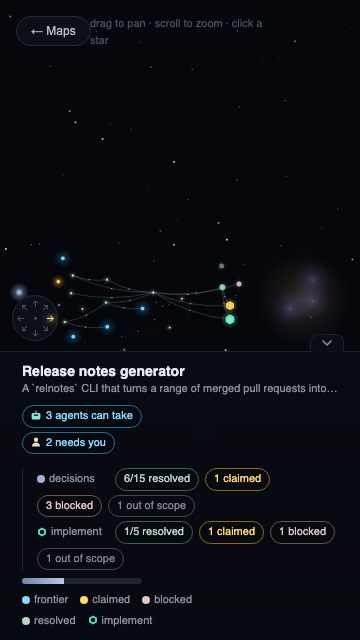 ← Maps
drag to pan · scroll to zoom · click a
star
Release notes generator
A `relnotes` CLI that turns a range of merged pull requests into…
3 agents can take
2 needs you
decisions 6/15 resolved 1 claimed
3 blocked 1 out of scope
implement 1/5 resolved 1 claimed 1 blocked
1 out of scope
frontier claimed blocked
resolved implement